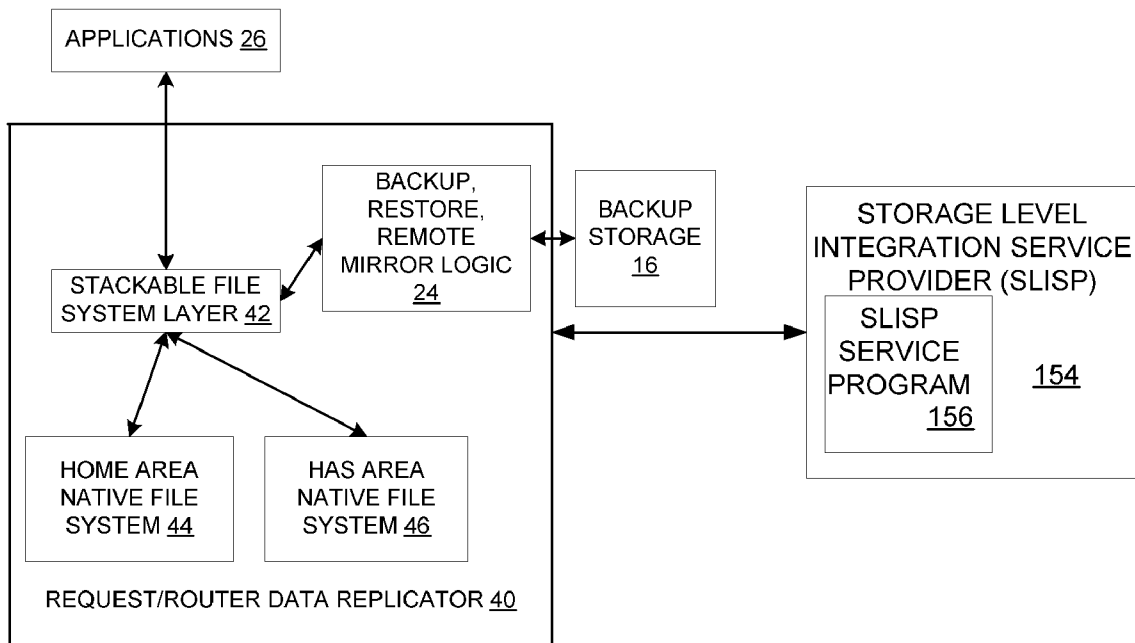 APPLICATIONS 26
BACKUP,
RESTORE,
REMOTE
MIRROR LOGIC
24
BACKUP
STORAGE
16
STACKABLE FILE
SYSTEM LAYER 42
HOME AREA
NATIVE FILE
SYSTEM 44
HAS AREA
NATIVE FILE
SYSTEM 46
REQUEST/ROUTER DATA REPLICATOR 40
STORAGE LEVEL
INTEGRATION SERVICE
PROVIDER (SLISP)
SLISP
SERVICE
PROGRAM
156
154